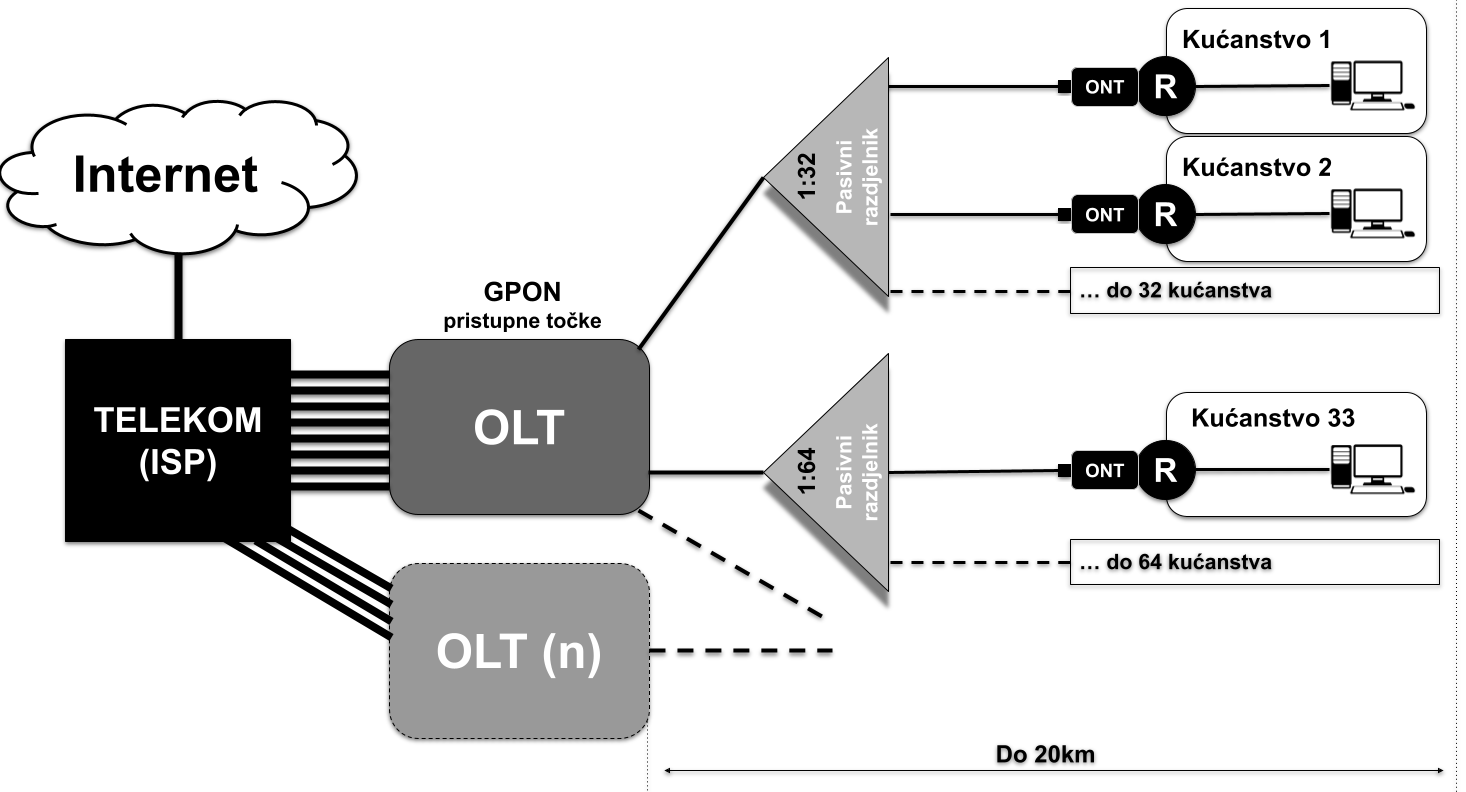 Internet
TELEKOM
(ISP)
GPON
pristupne točke
OLT
OLT (n)
1:32
Pasivni
razdjelnik
1:64
Pasivni
razdjelnik
Kućanstvo 1
ONT
R
Kućanstvo 2
ONT
R
... do 32 kućanstva
Kućanstvo 33
ONT
R
... do 64 kućanstva
Do 20km